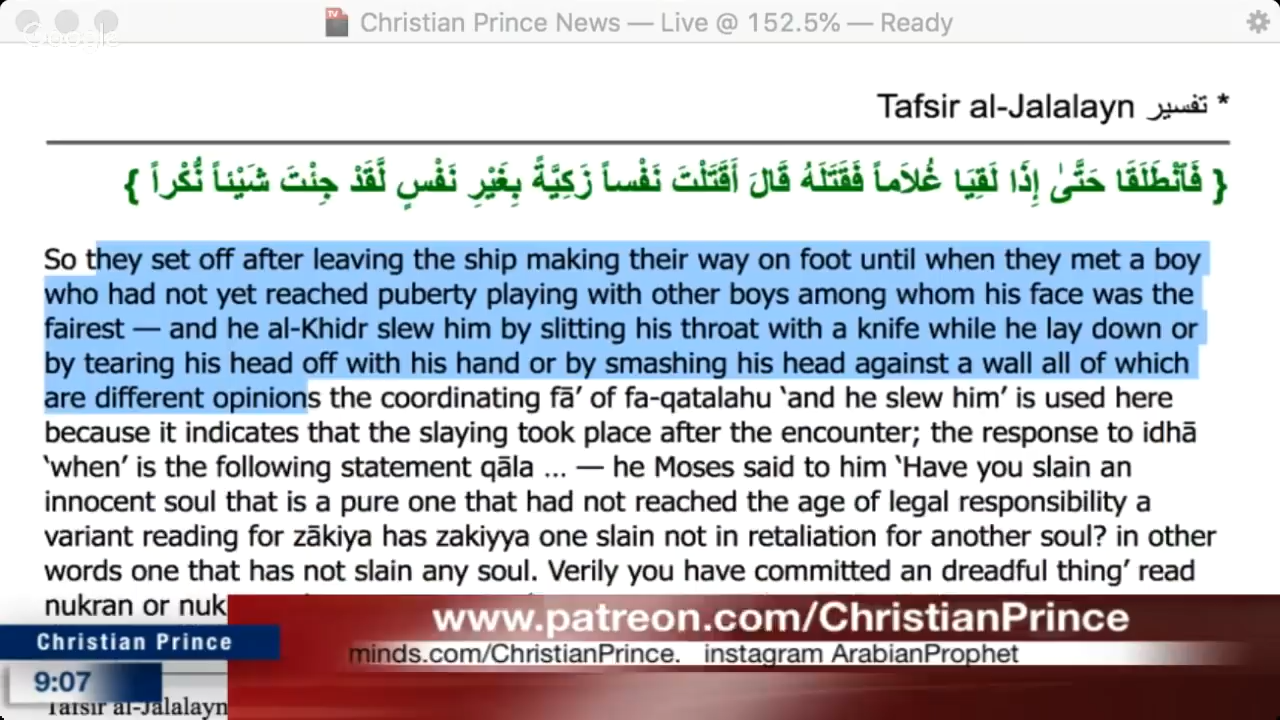 Christian Prince News — Live @ 152.5% — Ready
Google
Tafsir al-Jalalayn تفسير *
{ فَٱنْطَلَقَا حَتَّىٰ إِذَا لَقِيَا غُلاَماً فَقَتَلَهُ قَالَ أَقَتَلْتَ نَفْساً زَكِيَّةً بِغَيْرِ نَفْسٍ لَّقَدْ جِئْتَ شَيْئاً نُّكْراً }
So they set off after leaving the ship making their way on foot until when they met a boy
who had not yet reached puberty playing with other boys among whom his face was the
fairest — and he al-Khidr slew him by slitting his throat with a knife while he lay down or
by tearing his head off with his hand or by smashing his head against a wall all of which
are different opinions the coordinating fā’ of fa-qatalahu ‘and he slew him’ is used here
because it indicates that the slaying took place after the encounter; the response to idhā
‘when’ is the following statement qāla ... — he Moses said to him ‘Have you slain an
innocent soul that is a pure one that had not reached the age of legal responsibility a
variant reading for zākiya has zakiyya one slain not in retaliation for another soul? in other
words one that has not slain any soul. Verily you have committed an dreadful thing’ read
nukran or nuk
www.patreon.com/ChristianPrince
Christian Prince
minds.com/ChristianPrince. instagram ArabianProphet
9:07
Tafsir al-Jalalayn